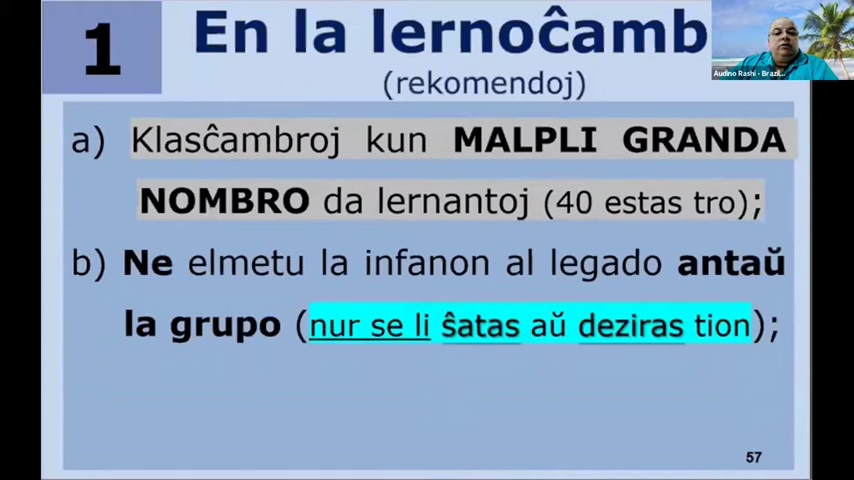 1
En la lernoĉamb
(rekomendoj)
a) Klasĉambroj kun MALPLI GRANDA
NOMBRO da lernantoj (40 estas tro);
b) Ne elmetu la infanon al legado antaŭ
la grupo (nur se li ŝatas aŭ deziras tion);
57
Audino Rashi - Brazil...